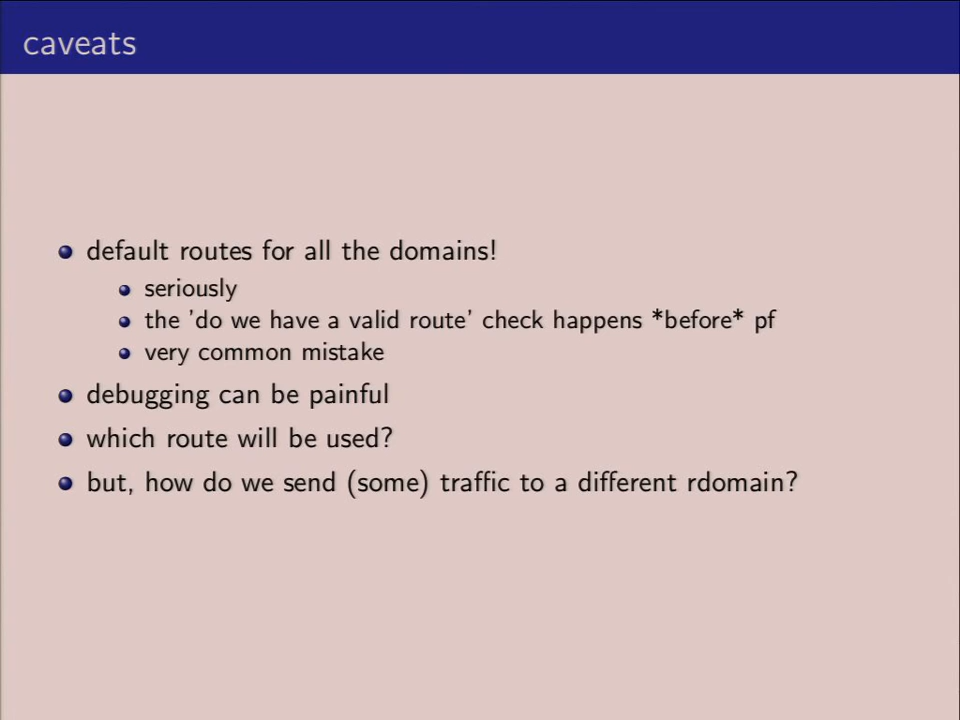 caveats
default routes for all the domains!
seriously
the 'do we have a valid route' check happens *before* pf
very common mistake
debugging can be painful
which route will be used?
but, how do we send (some) traffic to a different rdomain?